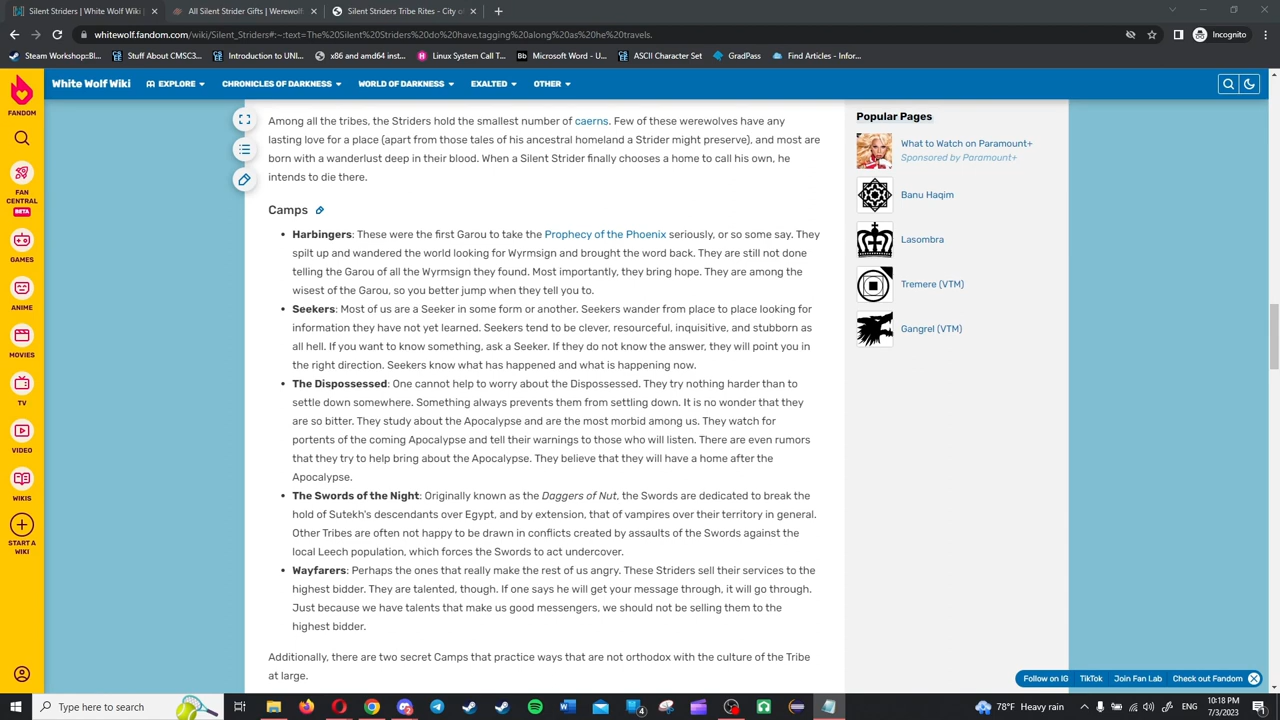 Silent Striders | Werewolf | Wh
All Silent Strider Gifts | Werewolf
Silent Stridier Tribe Rites - City o
whitewolf.fandom.com/wiki/Silent_Striders#:~:text=The%20Silent%20Striders%20do%20have,tagging%20along%20as%20he%20travels.
Incognito
Steam Workshop::Bl...
Stuff About CMSC3...
Introduction to UNI...
x86 and amd64 inst...
Linux System Call T...
Microsoft Word - M...
ASCII Character Set
GradPass
Find Articles - Infor...
White Wolf Wiki
EXPLORE
CHRONICLES OF DARKNESS
WORLD OF DARKNESS
EXALTED
OTHER
FANDOM
FAN CENTRAL
BETA
GAMES
ANIME
MOVIES
TV
VIDEO
WIKIS
START A WIKI
Among all the tribes, the Striders hold the smallest number of caerns. Few of these werewolves have any
lasting love for a place (apart from those tales of his ancestral homeland a Strider might preserve), and most are
born with a wanderlust deep in their blood. When a Silent Strider finally chooses a home to call his own, he
intends to die there.
Camps
• Harbingers: These were the first Garou to take the Prophecy of the Phoenix seriously, or so some say. They
spilt up and wandered the world looking for Wyrmsign and brought the word back. They are still not done
telling the Garou of all the Wyrmsign they found. Most importantly, they bring hope. They are among the
wisest of the Garou, so you better jump when they tell you to.
• Seekers: Most of us are a Seeker in some form or another. Seekers wander from place to place looking for
information they have not yet learned. Seekers tend to be clever, resourceful, inquisitive, and stubborn as
all hell. If you want to know something, ask a Seeker. If they do not know the answer, they will point you in
the right direction. Seekers know what has happened and what is happening now.
• The Dispossessed: One cannot help to worry about the Dispossessed. They try nothing harder than to
settle down somewhere. Something always prevents them from settling down. It is no wonder that they
are so bitter. They study about the Apocalypse and are the most morbid among us. They watch for
portents of the coming Apocalypse and tell their warnings to those who will listen. There are even rumors
that they try to help bring about the Apocalypse. They believe that they will have a home after the
Apocalypse.
• The Swords of the Night: Originally known as the Daggers of Nut, the Swords are dedicated to break the
hold of Sutekh's descendants over Egypt, and by extension, that of vampires over their territory in general.
Other Tribes are often not happy to be drawn in conflicts created by assaults of the Swords against the
local Leech population, which forces the Swords to act undercover.
• Wayfarers: Perhaps the ones that really make the rest of us angry. These Striders sell their services to the
highest bidder. They are talented, though. If one says he will get your message through, it will go through.
Just because we have talents that make us good messengers, we should not be selling them to the
highest bidder.
Additionally, there are two secret Camps that practice ways that are not orthodox with the culture of the Tribe
at large.
Popular Pages
What to Watch on Paramount+
Sponsored by Paramount+
Banu Haqim
Lasombra
Tremere (VTM)
Gangrel (VTM)
Follow on IG
TikTok
Join Fan Lab
Check out Fandom
Type here to search
78°F Heavy rain
ENG
10:18 PM
7/3/2023